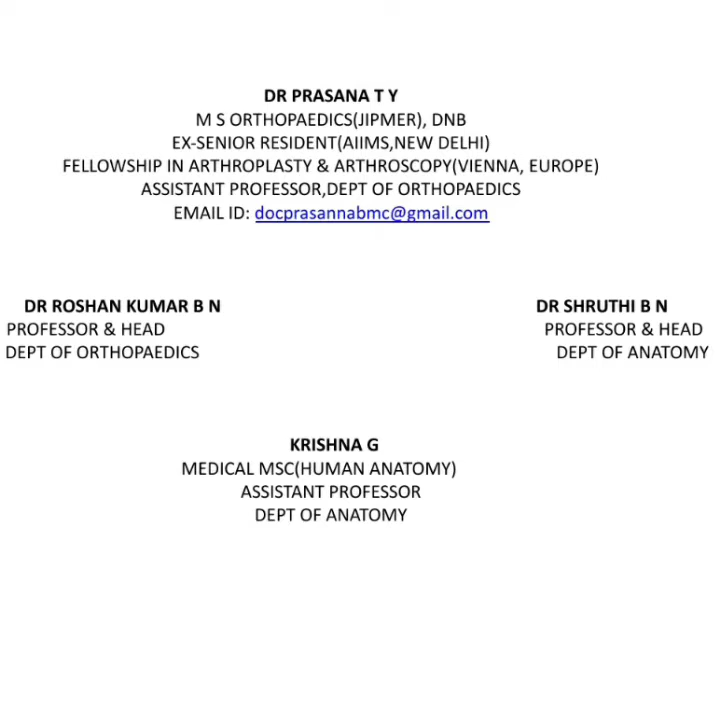 DR PRASANA T Y
M S ORTHOPAEDICS(JIPMER), DNB
EX-SENIOR RESIDENT(AIIMS,NEW DELHI)
FELLOWSHIP IN ARTHROPLASTY & ARTHROSCOPY(VIENNA, EUROPE)
ASSISTANT PROFESSOR,DEPT OF ORTHOPAEDICS
EMAIL ID: docprasannabmc@gmail.com
DR ROSHAN KUMAR B N
PROFESSOR & HEAD
DEPT OF ORTHOPAEDICS
DR SHRUTHI B N
PROFESSOR & HEAD
DEPT OF ANATOMY
KRISHNA G
MEDICAL MSC(HUMAN ANATOMY)
ASSISTANT PROFESSOR
DEPT OF ANATOMY